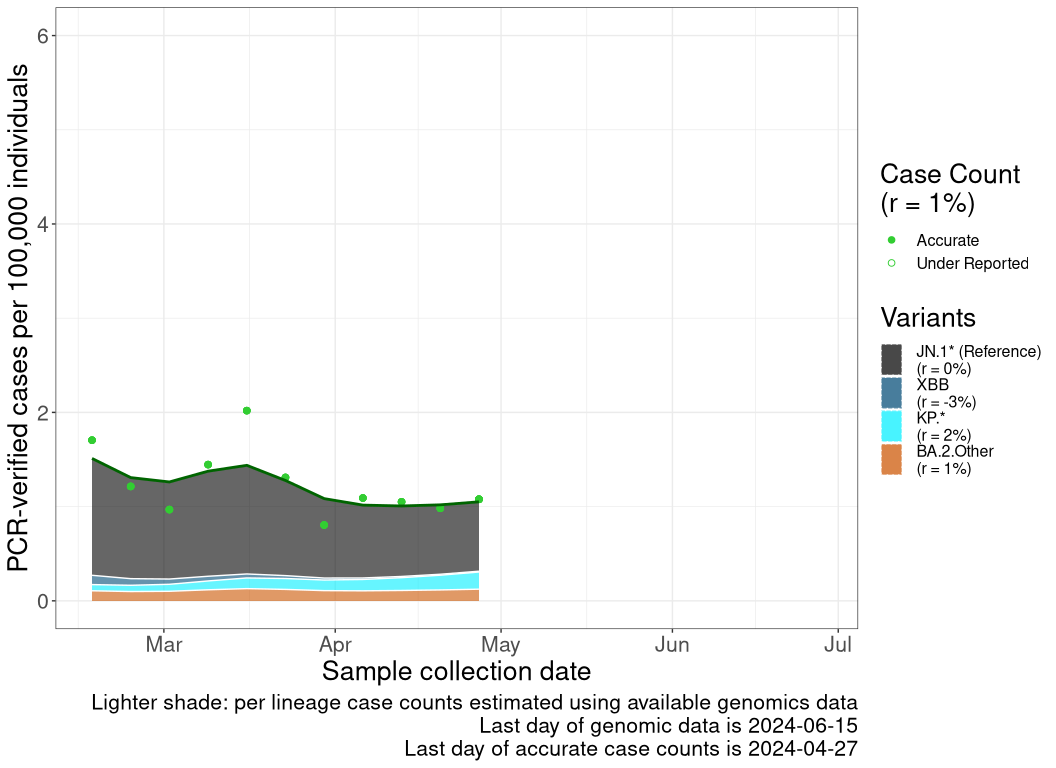 PCR-verified cases per 100,000 individuals
6
4
2
0
Mar
Apr
May
Jun
Jul
Sample collection date
Lighter shade: per lineage case counts estimated using available genomics data
Last day of genomic data is 2024-06-15
Last day of accurate case counts is 2024-04-27
Case Count
(r = 1%)
Accurate
Under Reported
Variants
JN.1* (Reference)
(r = 0%)
XBB
(r = -3%)
KP.*
(r = 2%)
BA.2.Other
(r = 1%)